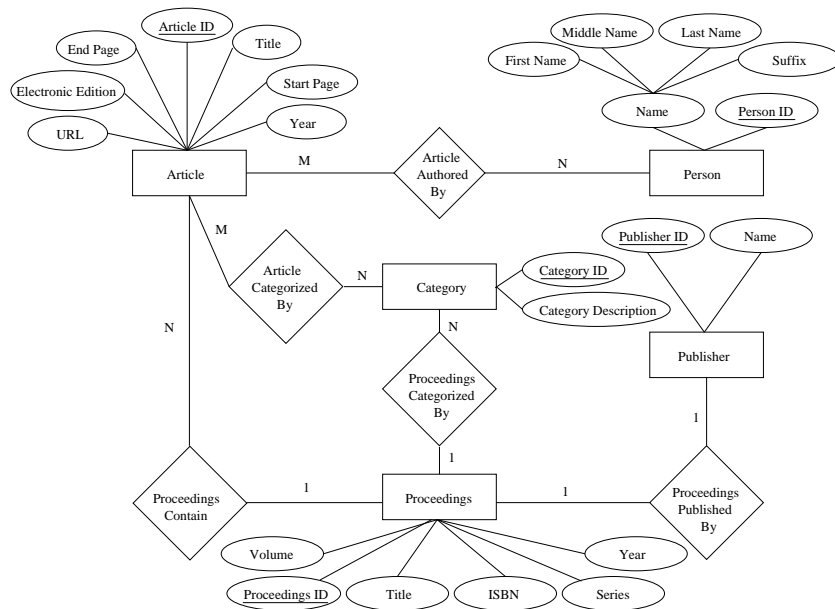 Article ID
Middle Name
Last Name
End Page
Title
First Name
Suffix
Electronic Edition
Start Page
Name
Person ID
URL
Year
Article
M
Article
Authored
By
N
Person
M
Article
Categorized
By
N
Category
Category ID
Category Description
Publisher ID
Name
N
N
Publisher
Proceedings
Categorized
By
1
1
Proceedings
Contain
1
Proceedings
1
Proceedings
Published
By
Volume
Year
Proceedings ID
Title
ISBN
Series